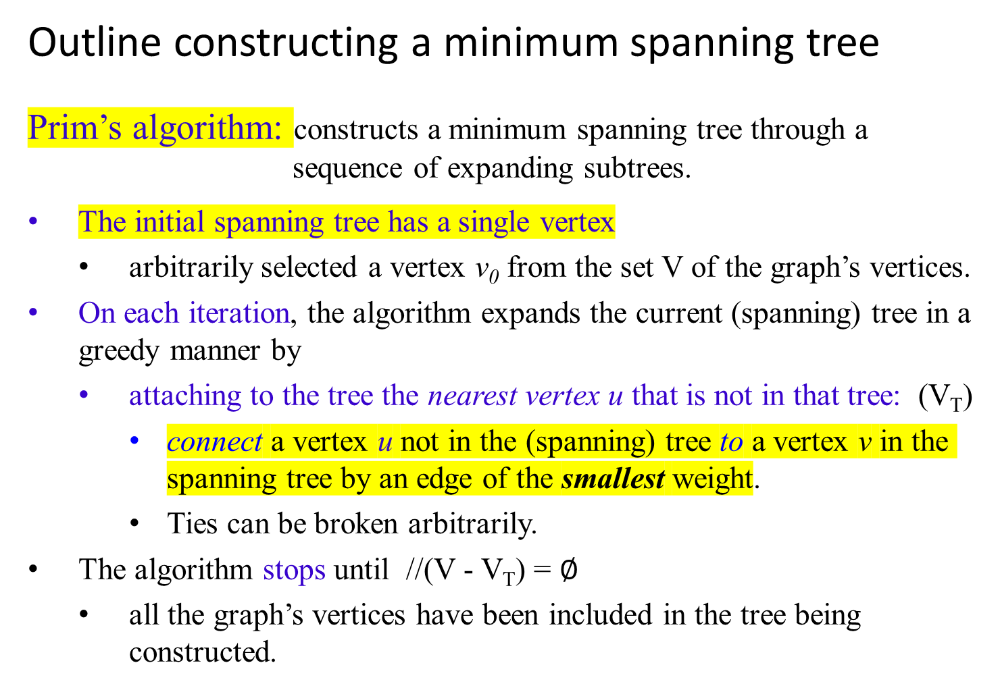 Outline constructing a minimum spanning tree
Prim’s algorithm: constructs a minimum spanning tree through a
sequence of expanding subtrees.
• The initial spanning tree has a single vertex
• arbitrarily selected a vertex v0 from the set V of the graph’s vertices.
• On each iteration, the algorithm expands the current (spanning) tree in a
greedy manner by
• attaching to the tree the nearest vertex u that is not in that tree: (VT)
• connect a vertex u not in the (spanning) tree to a vertex v in the
spanning tree by an edge of the smallest weight.
• Ties can be broken arbitrarily.
• The algorithm stops until //(V - VT) = ∅
• all the graph’s vertices have been included in the tree being
constructed.